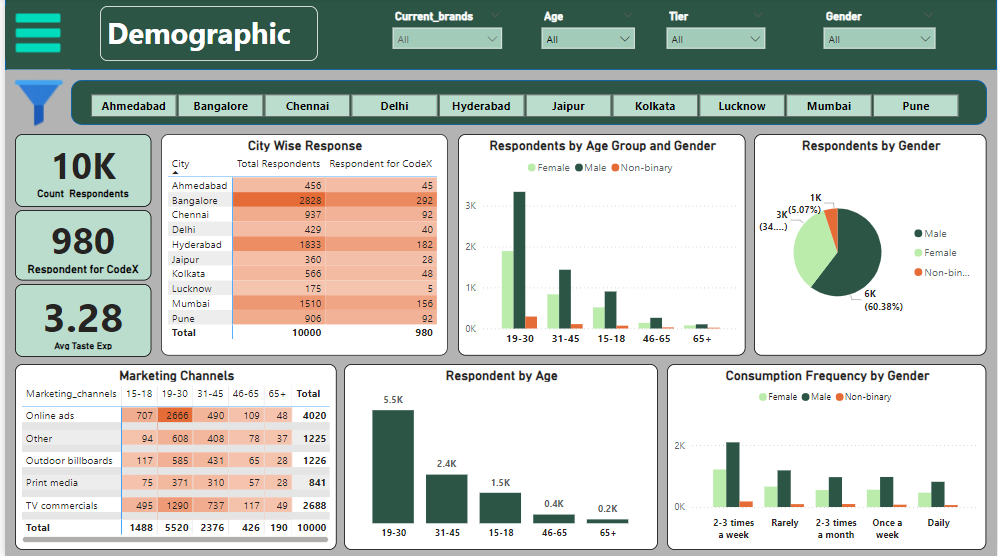 Demographic
Current_brands
All
Age
All
Tier
All
Gender
All
Ahmedabad Bangalore Chennai Delhi Hyderabad Jaipur Kolkata Lucknow Mumbai Pune
10K
Count Respondents
980
Respondent for CodeX
3.28
Avg Taste Exp
City Wise Response
City Total Respondents Respondent for CodeX
Ahmedabad 456 45
Bangalore 2828 292
Chennai 937 92
Delhi 429 40
Hyderabad 1833 182
Jaipur 360 28
Kolkata 566 48
Lucknow 175 5
Mumbai 1510 156
Pune 906 92
Total 10000 980
Respondents by Age Group and Gender
Female Male Non-binary
3K
2K
1K
0K
19-30 31-45 15-18 46-65 65+
Respondents by Gender
1K
(5.07%)
3K
(34....)
6K
(60.38%)
Male
Female
Non-bin...
Marketing Channels
Marketing_channels 15-18 19-30 31-45 46-65 65+ Total
Online ads 707 2666 490 109 48 4020
Other 94 608 408 78 37 1225
Outdoor billboards 117 585 431 65 28 1226
Print media 75 371 310 57 28 841
TV commercials 495 1290 737 117 49 2688
Total 1488 5520 2376 426 190 10000
Respondent by Age
5.5K
2.4K
1.5K
0.4K
0.2K
19-30 31-45 15-18 46-65 65+
Consumption Frequency by Gender
Female Male Non-binary
2K
0K
2-3 times
a week
Rarely
2-3 times
a month
Once a
week
Daily